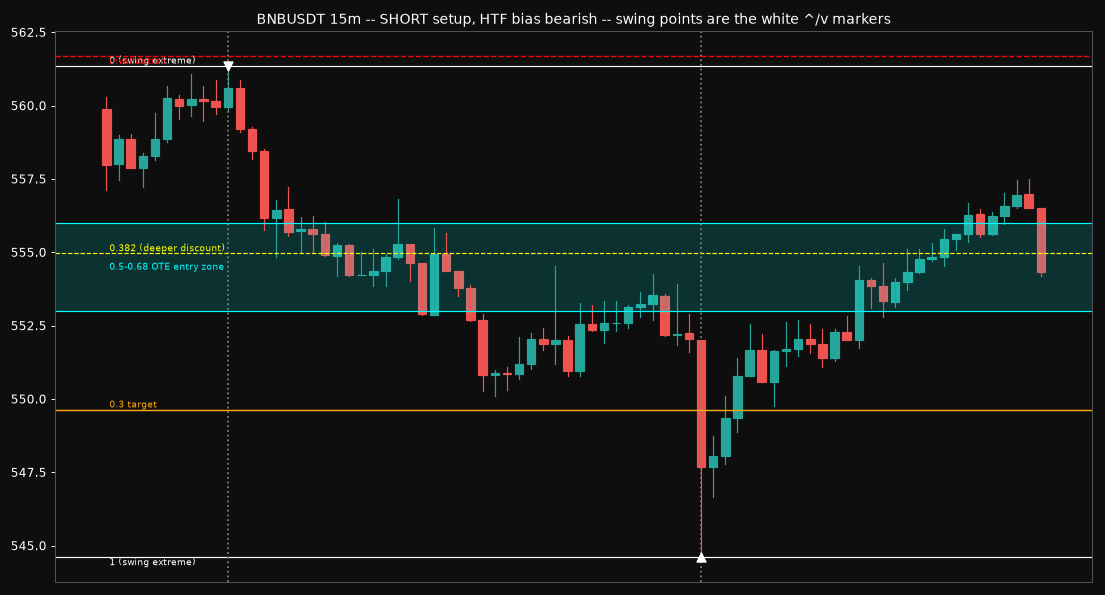 BNBUSDT 15m -- SHORT setup, HTF bias bearish -- swing points are the white ^/v markers
562.5
0 (swing extreme)
560.0
557.5
555.0
0.382 (deeper discount)
0.5-0.68 OTE entry zone
552.5
550.0
0.3 target
547.5
545.0
1 (swing extreme)